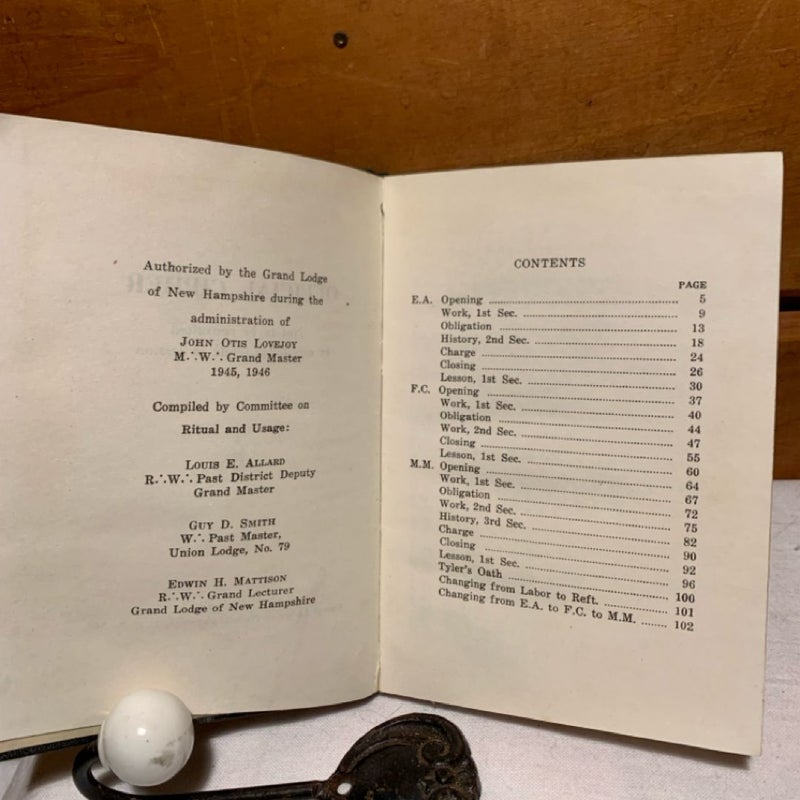 Authorized by the Grand Lodge
of New Hampshire during the
administration of
JOHN OTIS LOVEJOY
M∴W∴ Grand Master
1945, 1946
Compiled by Committee on
Ritual and Usage:
LOUIS E. ALLARD
R∴W∴ Past District Deputy
Grand Master
GUY D. SMITH
W∴ Past Master,
Union Lodge, No. 79
EDWIN H. MATTISON
R∴W∴ Grand Lecturer
Grand Lodge of New Hampshire
CONTENTS
PAGE
E.A. Opening ........ 5
Work, 1st Sec. ........ 9
Obligation ........ 13
History, 2nd Sec. ........ 18
Charge ........ 24
Closing ........ 26
Lesson, 1st Sec. ........ 30
F.C. Opening ........ 37
Work, 1st Sec. ........ 40
Obligation ........ 44
Work, 2nd Sec. ........ 47
Closing ........ 55
Lesson, 1st Sec. ........ 60
M.M. Opening ........ 64
Work, 1st Sec. ........ 67
Obligation ........ 72
Work, 2nd Sec. ........ 75
History, 3rd Sec. ........ 82
Charge ........ 90
Closing ........ 92
Lesson, 1st Sec. ........ 96
Tyler's Oath ........ 100
Changing from Labor to Reft. ........ 101
Changing from E.A. to F.C. to M.M. ........ 102